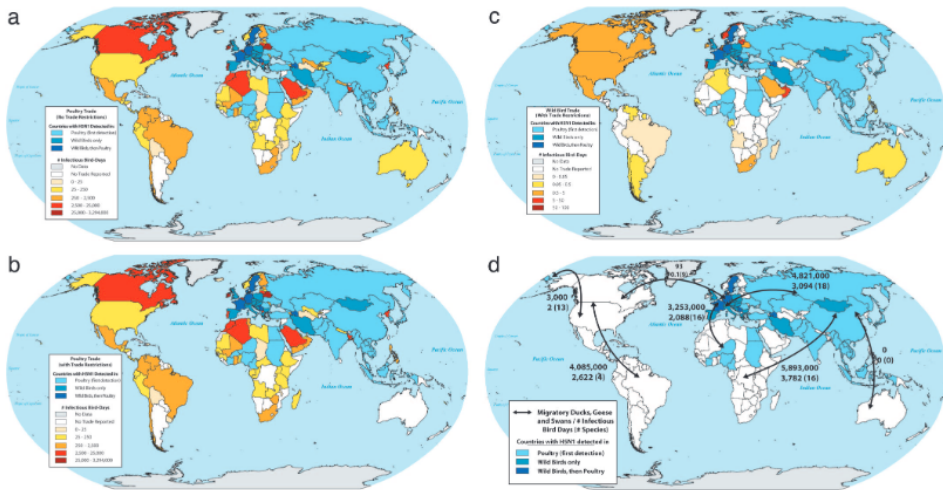 a
Atlantic Ocean
Pacific Ocean
Indian Ocean
Poultry Trade
(No Trade Restrictions)
Countries with H5N1 Detected in
Poultry (first detection)
Wild Birds only
Wild Birds, then Poultry
# Infectious Bird-Days
No Data
No Trade Reported
0 - 25
25 - 250
250 - 2,500
2,500 - 25,000
c
Atlantic Ocean
Pacific Ocean
Indian Ocean
Wild Bird Trade
(With Trade Restrictions)
Countries with H5N1 Detected in
Poultry (first detection)
Wild Birds only
Wild Birds, then Poultry
# Infectious Bird-Days
No Data
No Trade Reported
b
Atlantic Ocean
Pacific Ocean
Indian Ocean
Poultry Trade
(with Trade Restrictions)
Countries with H5N1 Detected in
Poultry (first detection)
Wild Birds only
Wild Birds, then Poultry
# Infectious Bird-Days
No Data
No Trade Reported
0 - 25
25 - 250
2,500 - 25,000
d
93
4,821,000
3,094 (18)
3,000
2 (13)
3,253,000
2,088 (16)
Atlantic Ocean
Pacific Ocean
Pacific Ocean
0
0 (0)
4,085,000
2,622 (4)
5,893,000
3,782 (16)
Indian Ocean
Migratory Ducks, Geese
and Swans / # Infectious
Bird Days (# Species)
Countries with H5N1 detected in
Poultry (first detection)
Wild Birds only
Wild Birds, then Poultry